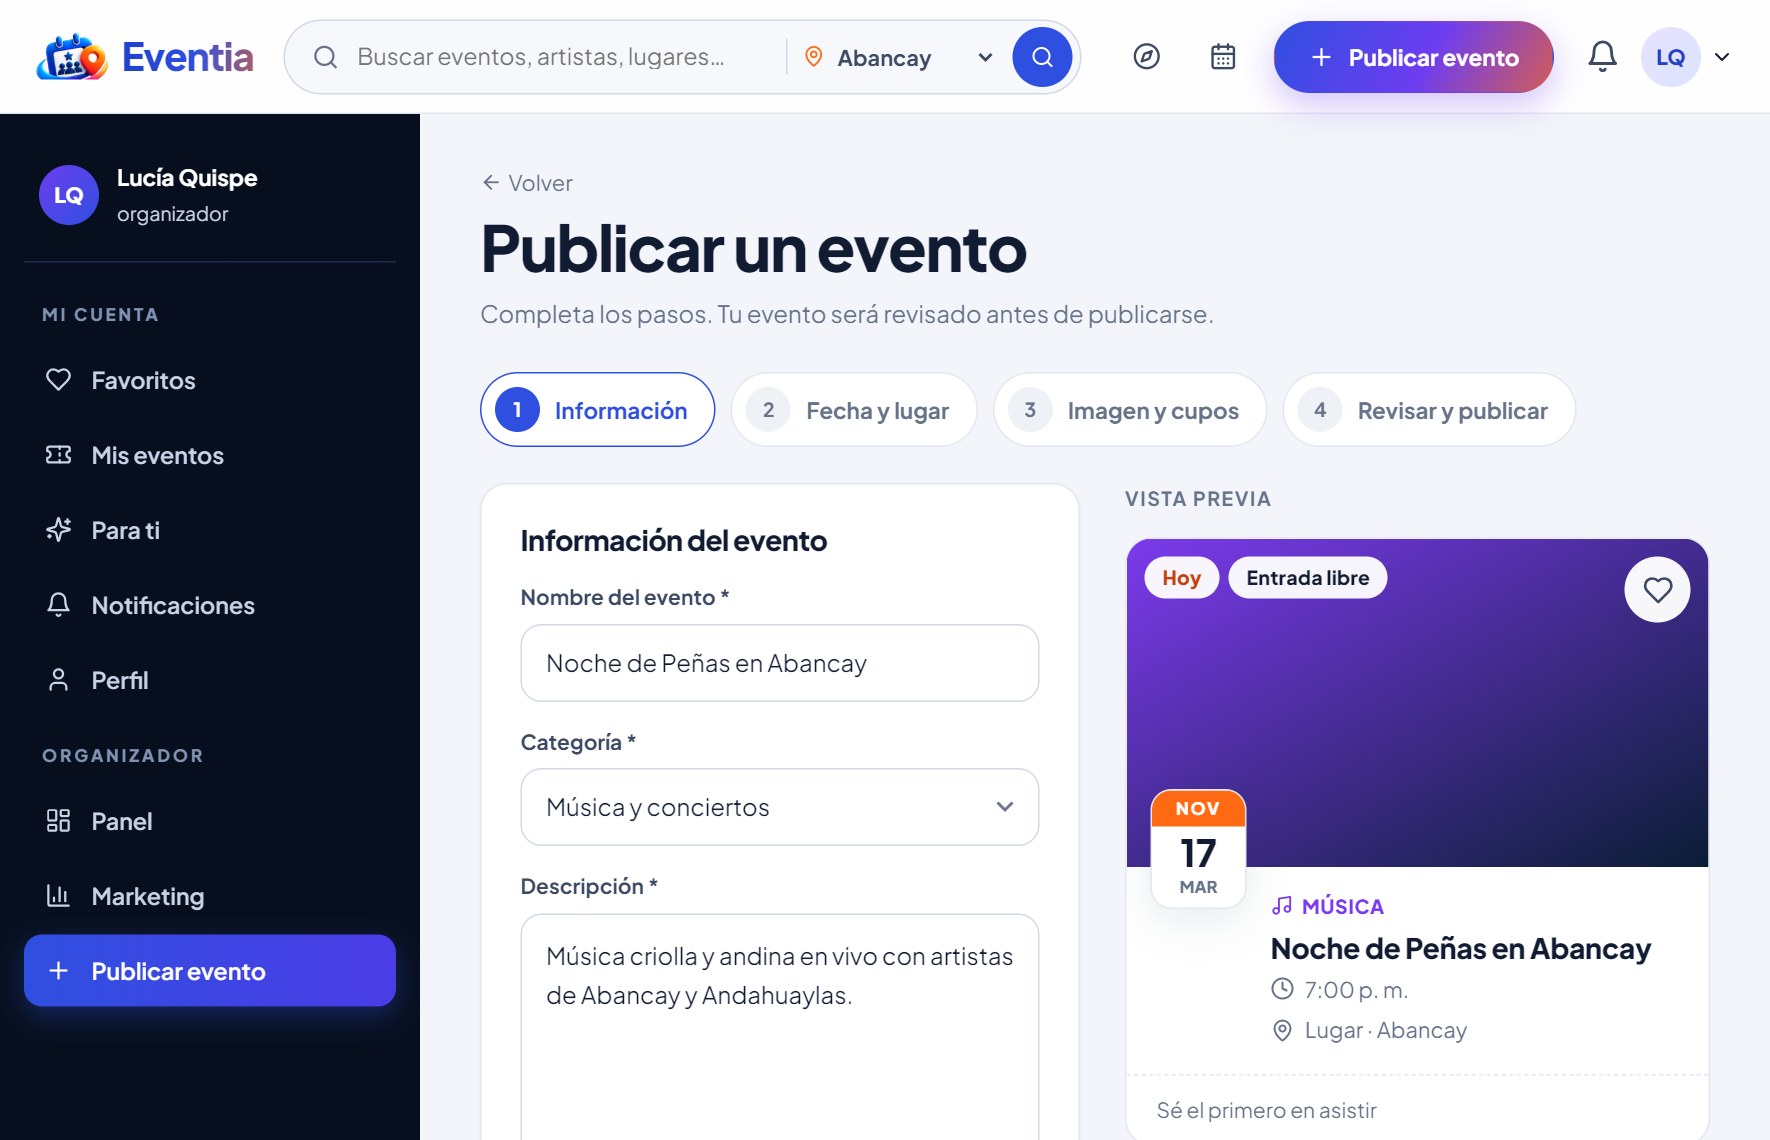 Eventia
Buscar eventos, artistas, lugares...
Abancay
Publicar evento
LQ
LQ
Lucía Quispe
organizador
MI CUENTA
Favoritos
Mis eventos
Para ti
Notificaciones
Perfil
ORGANIZADOR
Panel
Marketing
Publicar evento
Volver
Publicar un evento
Completa los pasos. Tu evento será revisado antes de publicarse.
1 Información
2 Fecha y lugar
3 Imagen y cupos
4 Revisar y publicar
Información del evento
Nombre del evento *
Noche de Peñas en Abancay
Categoría *
Música y conciertos
Descripción *
Música criolla y andina en vivo con artistas
de Abancay y Andahuaylas.
VISTA PREVIA
Hoy
Entrada libre
NOV
17
MAR
MÚSICA
Noche de Peñas en Abancay
7:00 p. m.
Lugar · Abancay
Sé el primero en asistir